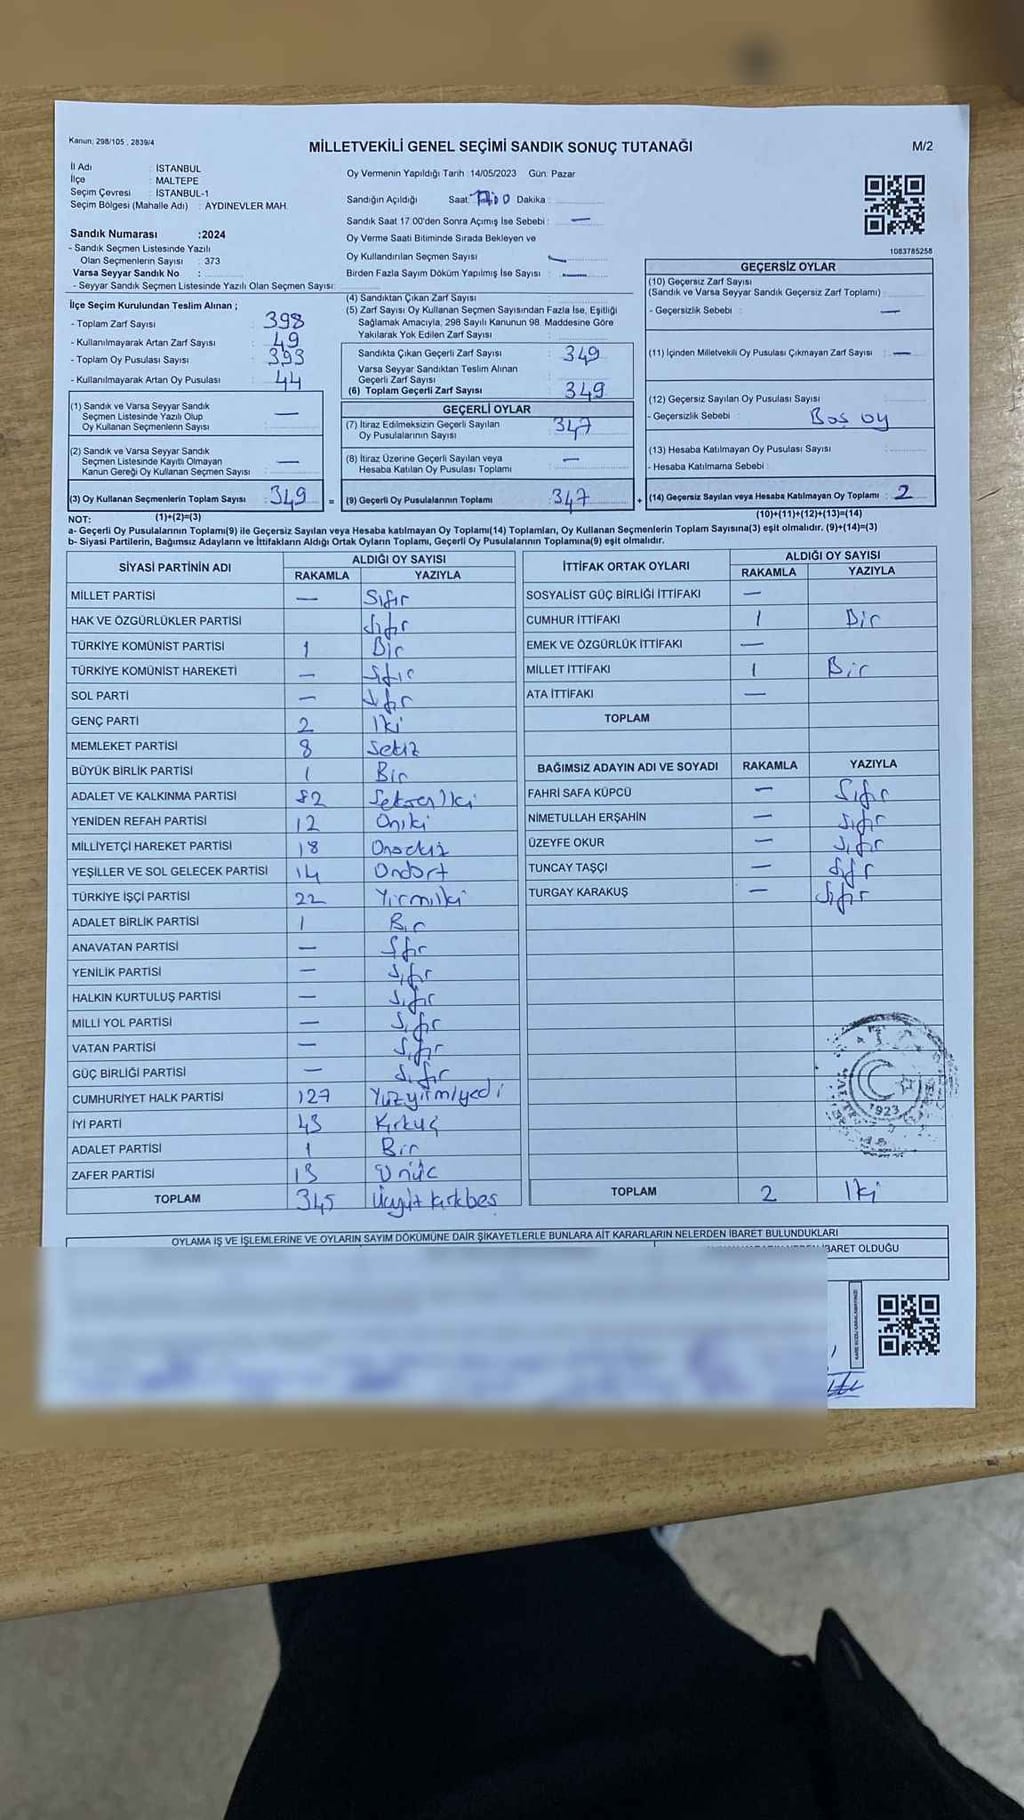 Kanun: 298/105 , 2839/4
MİLLETVEKİLİ GENEL SEÇİMİ SANDIK SONUÇ TUTANAĞI
M/2
İl Adı : İSTANBUL
İlçe : MALTEPE
Seçim Çevresi : İSTANBUL-1
Seçim Bölgesi (Mahalle Adı) : AYDINEVLER MAH.
Sandık Numarası :2024
- Sandık Seçmen Listesinde Yazılı
Olan Seçmenlerin Sayısı : 373
Varsa Seyyar Sandık No :
- Seyyar Sandık Seçmen Listesinde Yazılı Olan Seçmen Sayısı:
Oy Vermenin Yapıldığı Tarih :14/05/2023 Gün: Pazar
Sandığın Açıldığı Saat: Dakika :
Sandık Saat 17 00'den Sonra Açımış İse Sebebi : —
Oy Verme Saati Bitiminde Sırada Bekleyen ve
Oy Kullandırılan Seçmen Sayısı : —
Birden Fazla Sayım Döküm Yapılmış İse Sayısı : —
1083785258
İlçe Seçim Kurulundan Teslim Alınan ;
- Toplam Zarf Sayısı : 398
- Kullanılmayarak Artan Zarf Sayısı : 49
- Toplam Oy Pusulası Sayısı : 393
- Kullanılmayarak Artan Oy Pusulası : 44
(1) Sandık ve Varsa Seyyar Sandık
Seçmen Listesinde Yazılı Olup
Oy Kullanan Seçmenlerin Sayısı : —
(2) Sandık ve Varsa Seyyar Sandık
Seçmen Listesinde Kayıtlı Olmayan
Kanun Gereği Oy Kullanan Seçmen Sayısı : —
(3) Oy Kullanan Seçmenlerin Toplam Sayısı : 349 =
(4) Sandıktan Çıkan Zarf Sayısı
(5) Zarf Sayısı Oy Kullanan Seçmen Sayısından Fazla İse, Eşitliği
Sağlamak Amacıyla, 298 Sayılı Kanunun 98. Maddesine Göre
Yakılarak Yok Edilen Zarf Sayısı :
Sandıkta Çıkan Geçerli Zarf Sayısı : 349
Varsa Seyyar Sandıktan Teslim Alınan
Geçerli Zarf Sayısı :
(6) Toplam Geçerli Zarf Sayısı : 349
GEÇERLİ OYLAR
(7) İtiraz Edilmeksizin Geçerli Sayılan
Oy Pusulalarının Sayısı : 347
(8) İtiraz Üzerine Geçerli Sayılan veya
Hesaba Katılan Oy Pusulası Toplamı : —
(9) Geçerli Oy Pusulalarının Toplamı : 347 +
GEÇERSİZ OYLAR
(10) Geçersiz Zarf Sayısı
(Sandık ve Varsa Seyyar Sandık Geçersiz Zarf Toplamı) :
- Geçersizlik Sebebi : —
(11) İçinden Milletvekili Oy Pusulası Çıkmayan Zarf Sayısı : —
(12) Geçersiz Sayılan Oy Pusulası Sayısı :
- Geçersizlik Sebebi : Boş oy
(13) Hesaba Katılmayan Oy Pusulası Sayısı :
- Hesaba Katılmama Sebebi :
(14) Geçersiz Sayılan veya Hesaba Katılmayan Oy Toplamı : 2
NOT: (1)+(2)=(3)
(10)+(11)+(12)+(13)=(14)
a- Geçerli Oy Pusulalarının Toplamı(9) ile Geçersiz Sayılan veya Hesaba katılmayan Oy Toplamı(14) Toplamları, Oy Kullanan Seçmenlerin Toplam Sayısına(3) eşit olmalıdır. (9)+(14)=(3)
b- Siyasi Partilerin, Bağımsız Adayların ve İttifakların Aldığı Ortak Oyların Toplamı, Geçerli Oy Pusulalarının Toplamına(9) eşit olmalıdır.
SİYASİ PARTİNİN ADI ALDIĞI OY SAYISI
RAKAMLA YAZIYLA
MİLLET PARTİSİ — Sıfır
HAK VE ÖZGÜRLÜKLER PARTİSİ Sıfır
TÜRKİYE KOMÜNİST PARTİSİ 1 Bir
TÜRKİYE KOMÜNİST HAREKETİ — Sıfır
SOL PARTİ — Sıfır
GENÇ PARTİ 2 İki
MEMLEKET PARTİSİ 8 Sekiz
BÜYÜK BİRLİK PARTİSİ 1 Bir
ADALET VE KALKINMA PARTİSİ 82 Seksen İki
YENİDEN REFAH PARTİSİ 12 Oniki
MİLLİYETÇİ HAREKET PARTİSİ 18 Onsekiz
YEŞİLLER VE SOL GELECEK PARTİSİ 14 Ondört
TÜRKİYE İŞÇİ PARTİSİ 22 Yirmiiki
ADALET BİRLİK PARTİSİ 1 Bir
ANAVATAN PARTİSİ — Sıfır
YENİLİK PARTİSİ — Sıfır
HALKIN KURTULUŞ PARTİSİ — Sıfır
MİLLİ YOL PARTİSİ — Sıfır
VATAN PARTİSİ — Sıfır
GÜÇ BİRLİĞİ PARTİSİ — Sıfır
CUMHURİYET HALK PARTİSİ 127 Yüzyirmiyedi
İYİ PARTİ 43 Kırküç
ADALET PARTİSİ 1 Bir
ZAFER PARTİSİ 13 Onüç
TOPLAM 345 Üçyüz kırkbeş
İTTİFAK ORTAK OYLARI ALDIĞI OY SAYISI
RAKAMLA YAZIYLA
SOSYALİST GÜÇ BİRLİĞİ İTTİFAKI —
CUMHUR İTTİFAKI 1 Bir
EMEK VE ÖZGÜRLÜK İTTİFAKI —
MİLLET İTTİFAKI 1 Bir
ATA İTTİFAKI —
TOPLAM
BAĞIMSIZ ADAYIN ADI VE SOYADI RAKAMLA YAZIYLA
FAHRİ SAFA KÜPCÜ — Sıfır
NİMETULLAH ERŞAHİN — Sıfır
ÜZEYFE OKUR — Sıfır
TUNCAY TAŞÇI — Sıfır
TURGAY KARAKUŞ — Sıfır
1923
TOPLAM 2 İki
OYLAMA İŞ VE İŞLEMLERİNE VE OYLARIN SAYIM DÖKÜMÜNE DAİR ŞİKAYETLERLE BUNLARA AİT KARARLARIN NELERDEN İBARET BULUNDUKLARI
İBARET OLDUĞU